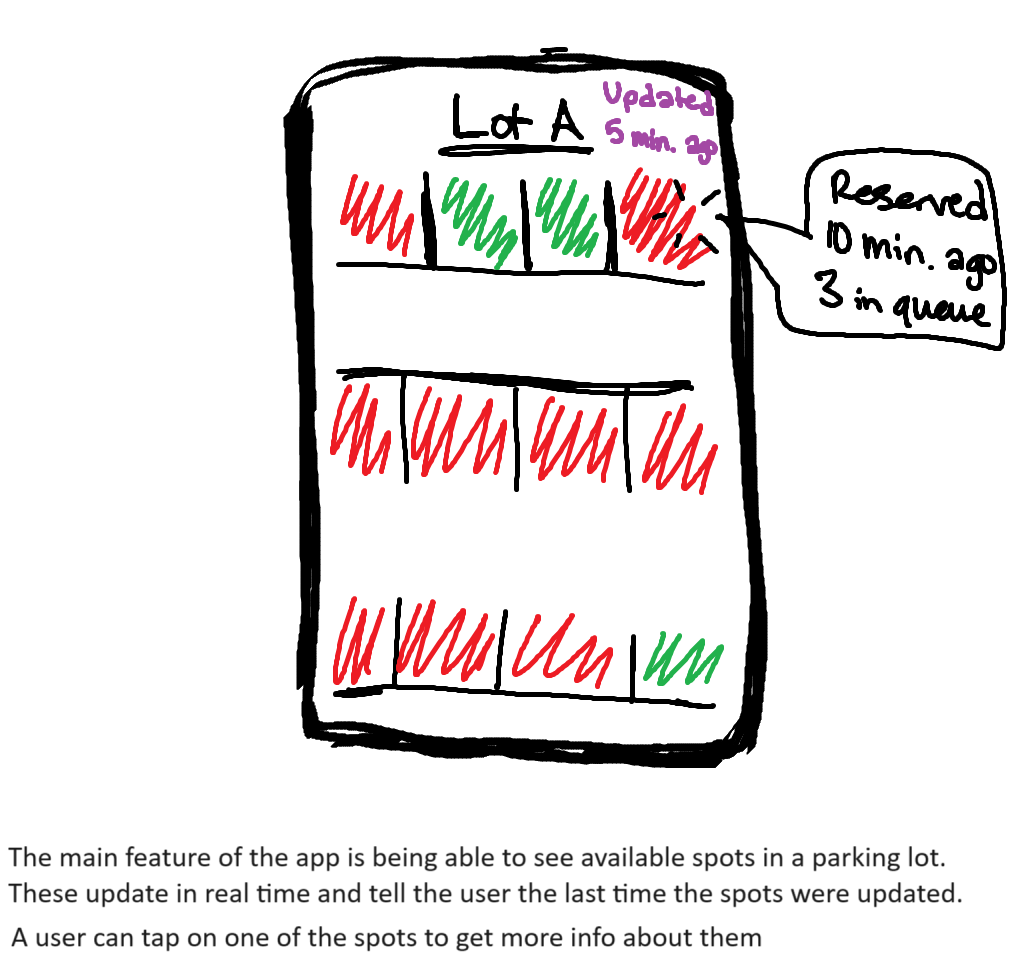 Lot A
Updated
5 min. ago
Reserved
10 min. ago
3 in queue
The main feature of the app is being able to see available spots in a parking lot.
These update in real time and tell the user the last time the spots were updated.
A user can tap on one of the spots to get more info about them